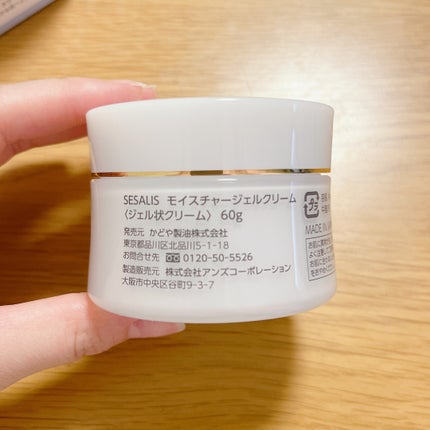 SESALIS モイスチャージェルクリーム
〈ジェル状クリーム〉 60g
発売元 かどや製油株式会社
東京都品川区北品川5-1-18
お問合せ先 0120-50-5526
製造販売元 株式会社アンズコーポレーション
大阪市中央区谷町9-3-7
プラ
MADE IN